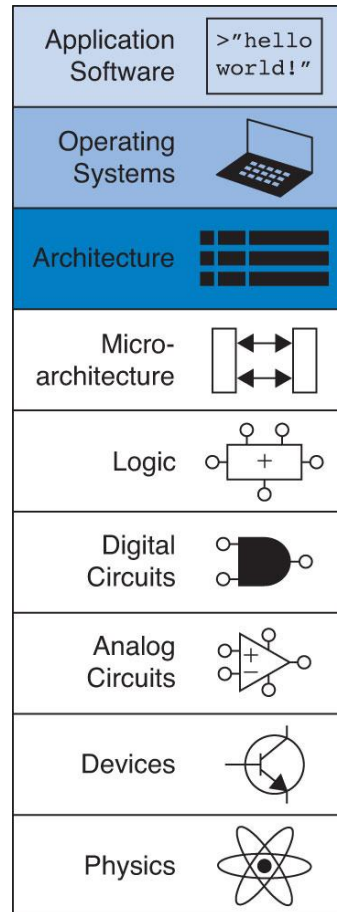 Application
Software
>"hello
world!"
Operating
Systems
Architecture
Micro-
architecture
Logic
+
Digital
Circuits
Analog
Circuits
+
−
Devices
Physics